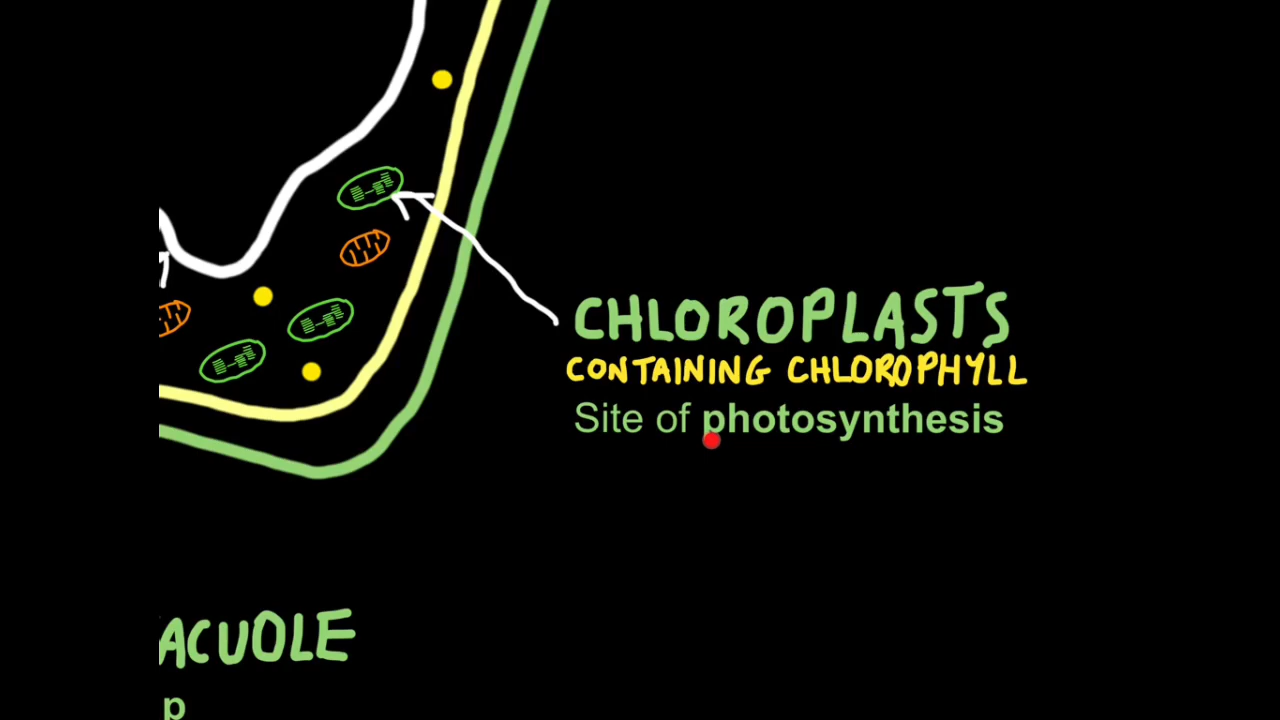 CHLOROPLASTS
CONTAINING CHLOROPHYLL
Site of photosynthesis
ACUOLE
p